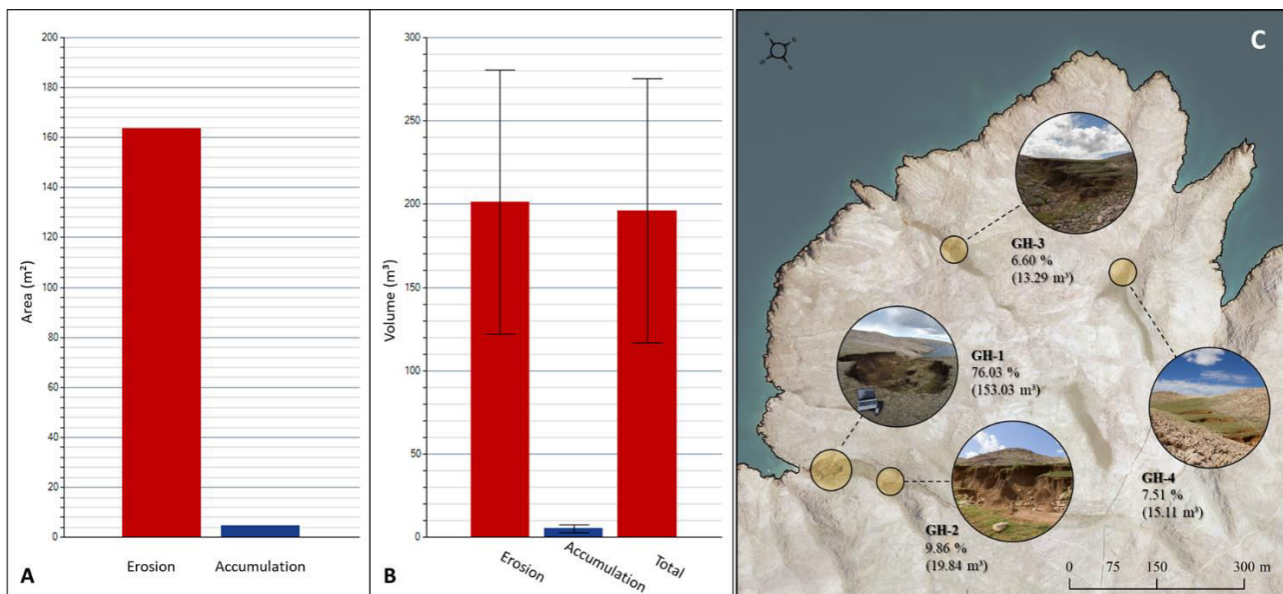 200
180
160
140
120
100
80
60
40
20
0
Area (m²)
Erosion
Accumulation
A
300
250
200
150
100
50
0
Volume (m³)
Erosion
Accumulation
Total
B
C
GH-3
6.60 %
(13.29 m³)
GH-1
76.03 %
(153.03 m³)
GH-2
9.86 %
(19.84 m³)
GH-4
7.51 %
(15.11 m³)
0 75 150 300 m